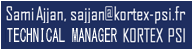 Sami Ajjan, sajjan@kortex-psi.fr
TECHNICAL MANAGER KORTEX PSI